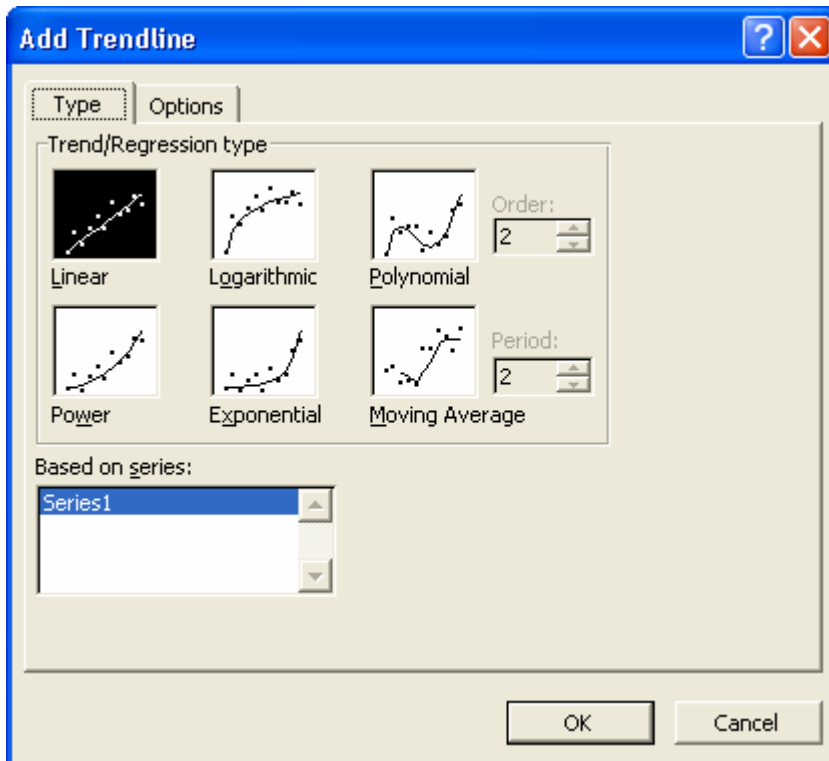 Add Trendline
Type Options
Trend/Regression type
Linear Logarithmic Polynomial
Order:
2
Power Exponential Moving Average
Period:
2
Based on series:
Series1
OK Cancel